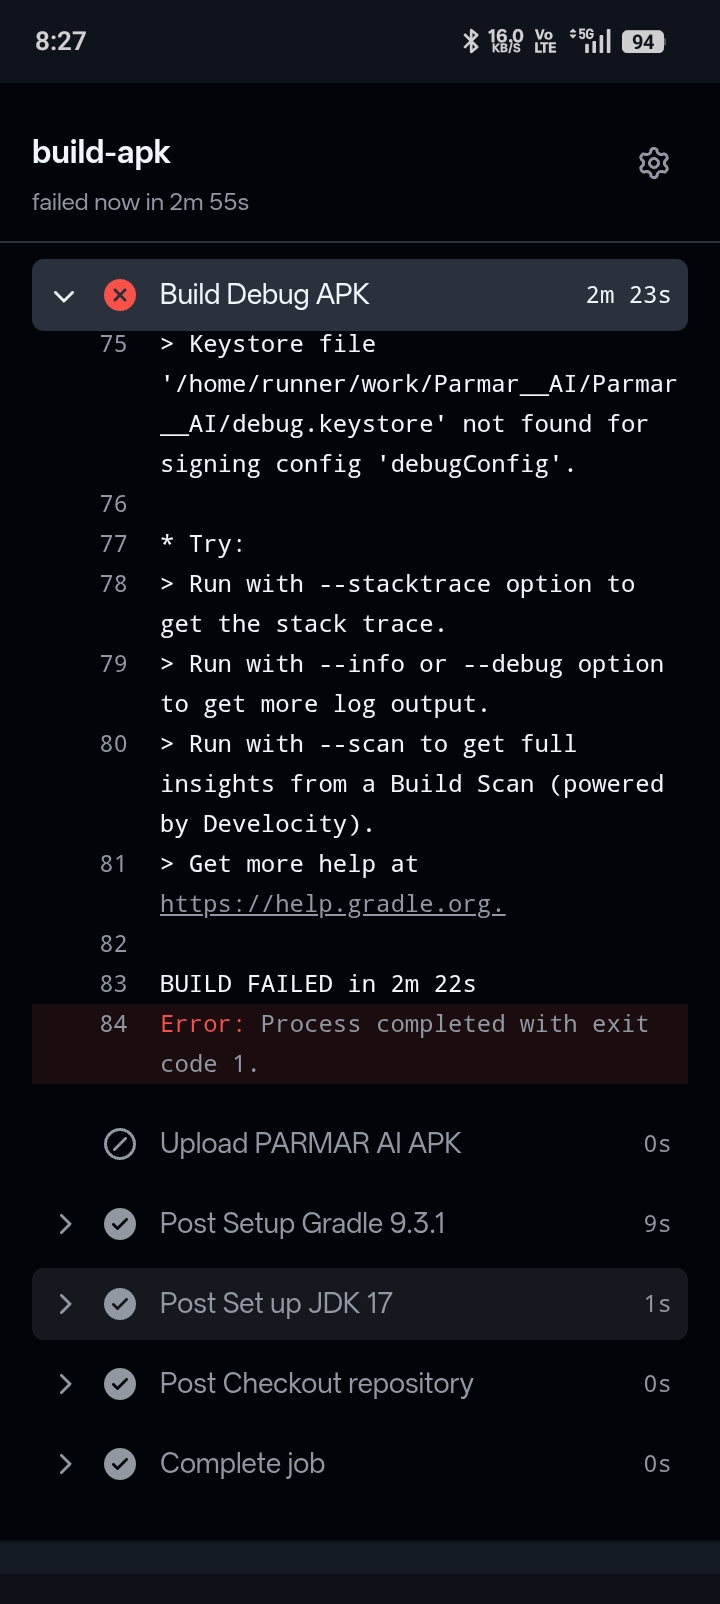 8:27
16.0 KB/S Vo LTE 5G 94
build-apk
failed now in 2m 55s
Build Debug APK 2m 23s
75 > Keystore file
'/home/runner/work/Parmar__AI/Parmar
__AI/debug.keystore' not found for
signing config 'debugConfig'.
76
77 * Try:
78 > Run with --stacktrace option to
get the stack trace.
79 > Run with --info or --debug option
to get more log output.
80 > Run with --scan to get full
insights from a Build Scan (powered
by Develocity).
81 > Get more help at
https://help.gradle.org.
82
83 BUILD FAILED in 2m 22s
84 Error: Process completed with exit
code 1.
Upload PARMAR AI APK 0s
Post Setup Gradle 9.3.1 9s
Post Set up JDK 17 1s
Post Checkout repository 0s
Complete job 0s